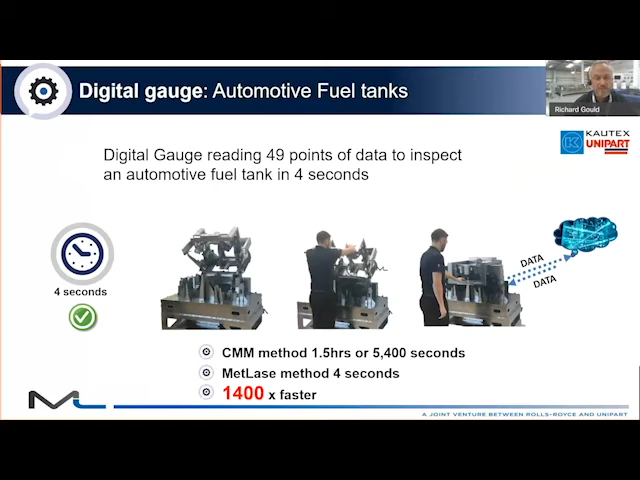 Digital gauge: Automotive Fuel tanks
Richard Gould
KAUTEX
UNIPART
Digital Gauge reading 49 points of data to inspect
an automotive fuel tank in 4 seconds
4 seconds
DATA
DATA
CMM method 1.5hrs or 5,400 seconds
MetLase method 4 seconds
1400 x faster
A JOINT VENTURE BETWEEN ROLLS-ROYCE AND UNIPART